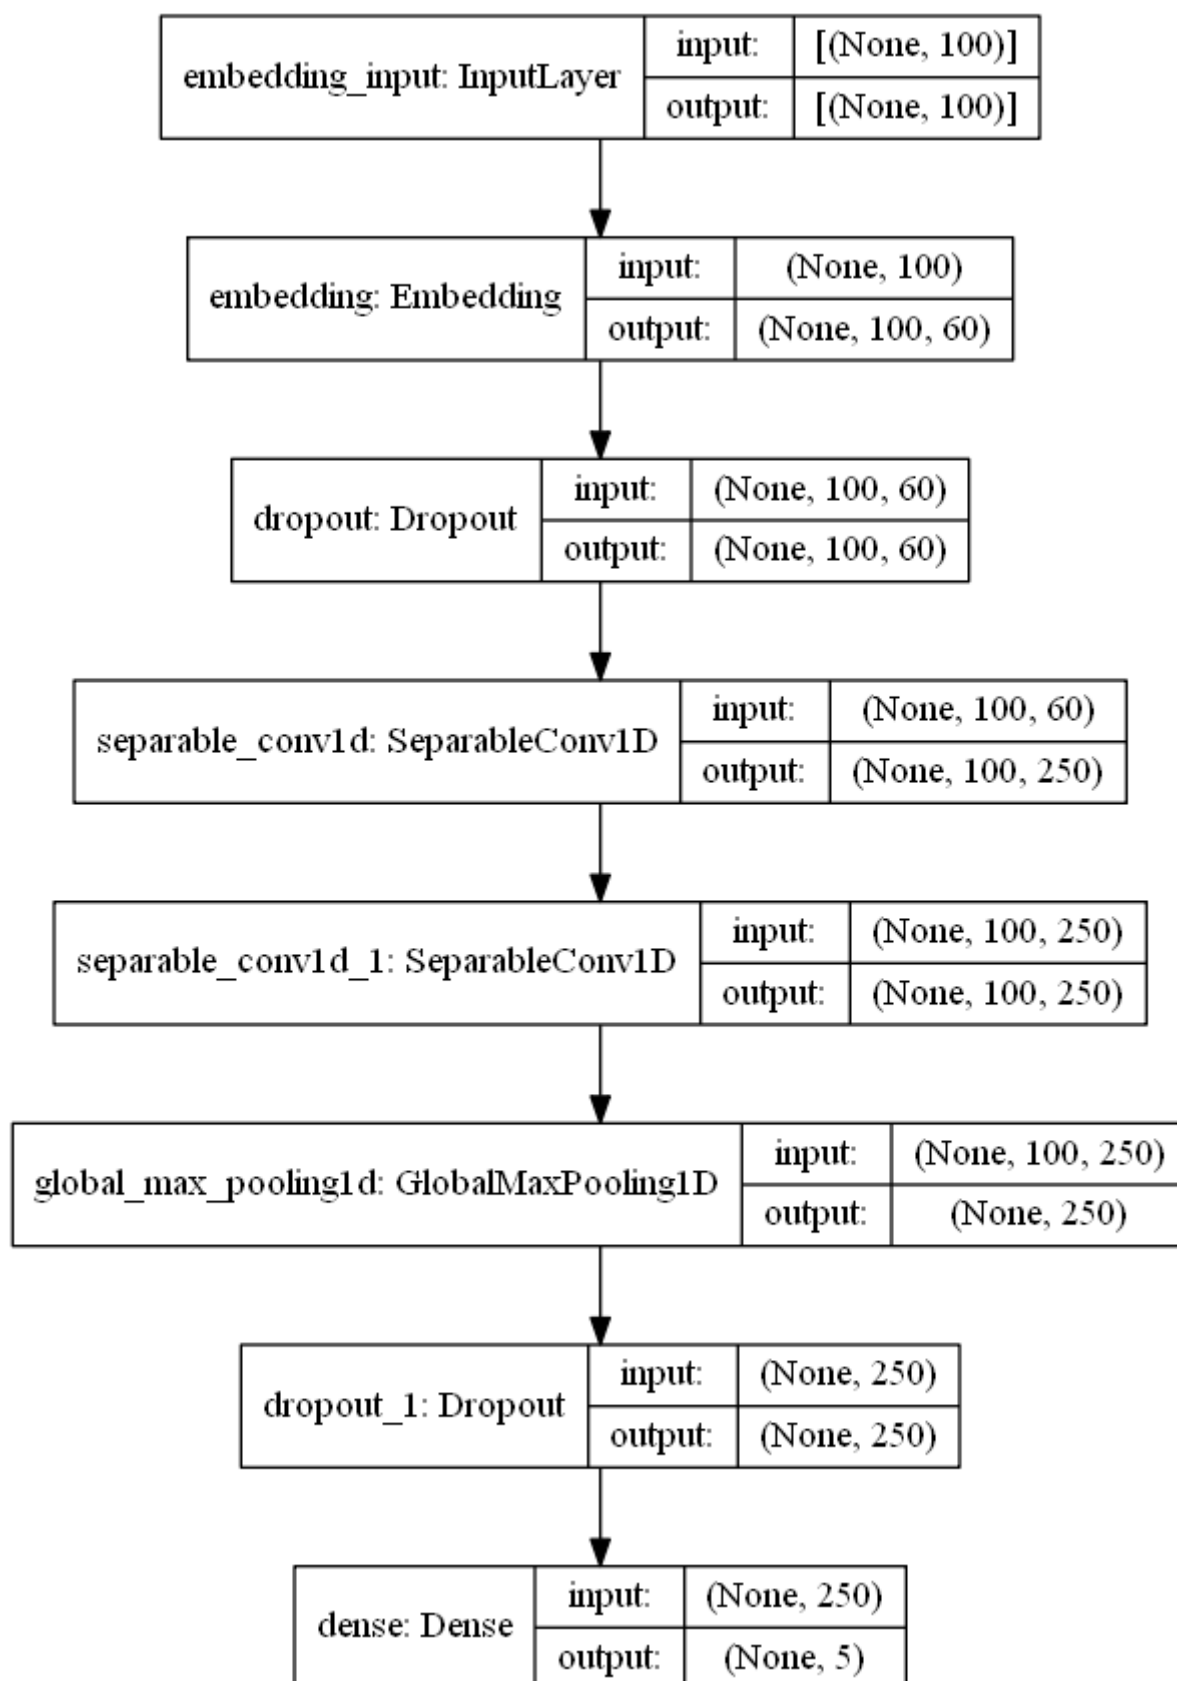 embedding_input: InputLayer
input: [(None, 100)]
output: [(None, 100)]
embedding: Embedding
input: (None, 100)
output: (None, 100, 60)
dropout: Dropout
input: (None, 100, 60)
output: (None, 100, 60)
separable_conv1d: SeparableConv1D
input: (None, 100, 60)
output: (None, 100, 250)
separable_conv1d_1: SeparableConv1D
input: (None, 100, 250)
output: (None, 100, 250)
global_max_pooling1d: GlobalMaxPooling1D
input: (None, 100, 250)
output: (None, 250)
dropout_1: Dropout
input: (None, 250)
output: (None, 250)
dense: Dense
input: (None, 250)
output: (None, 5)